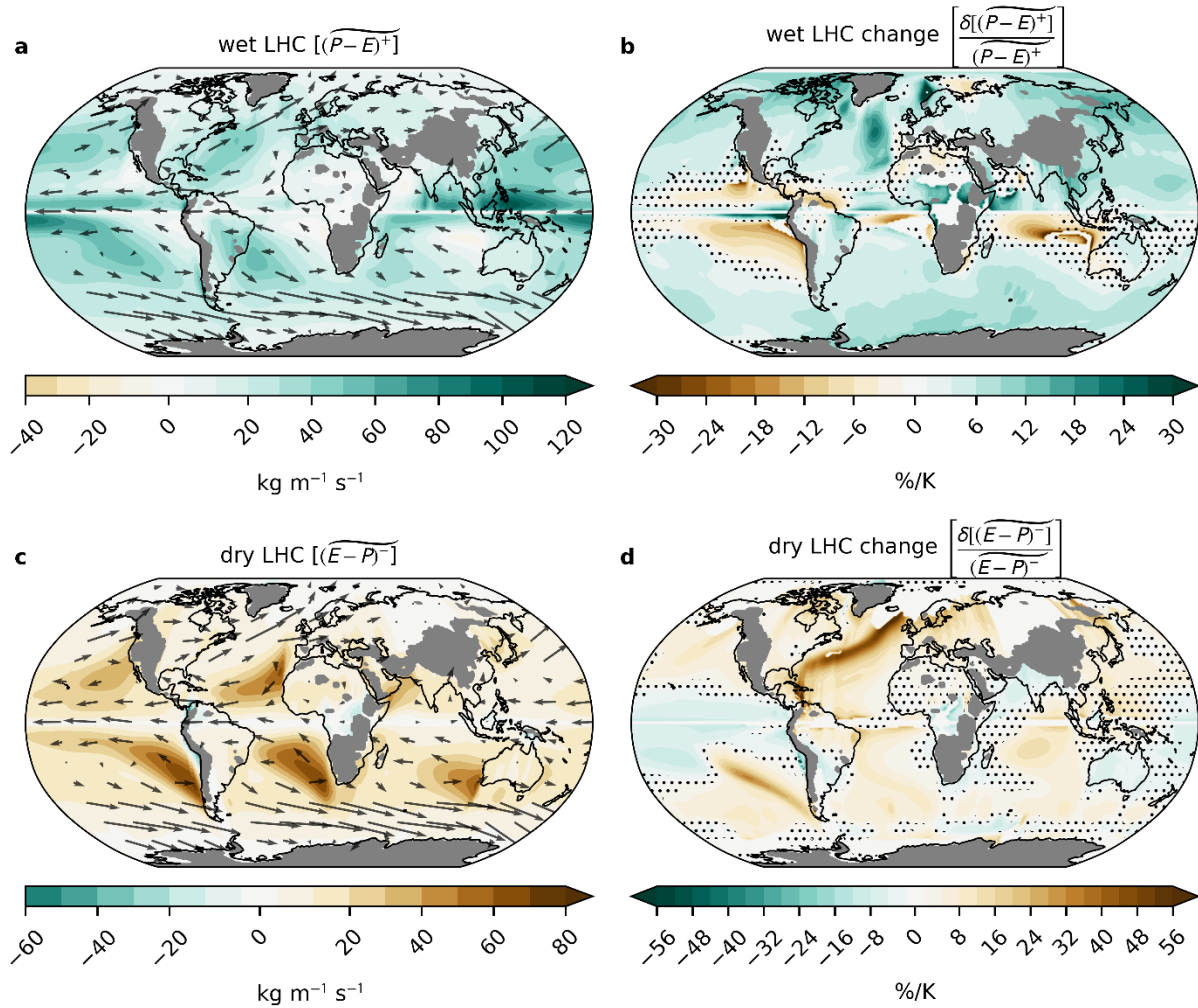 a
wet LHC [(P − E)⁺]
b
wet LHC change [δ[(P − E)⁺] / (P − E)⁺]
−40 −20 0 20 40 60 80 100 120
kg m⁻¹ s⁻¹
−30 −24 −18 −12 −6 0 6 12 18 24 30
%/K
c
dry LHC [(E − P)⁻]
d
dry LHC change [δ[(E − P)⁻] / (E − P)⁻]
−60 −40 −20 0 20 40 60 80
kg m⁻¹ s⁻¹
−56 −48 −40 −32 −24 −16 −8 0 8 16 24 32 40 48 56
%/K